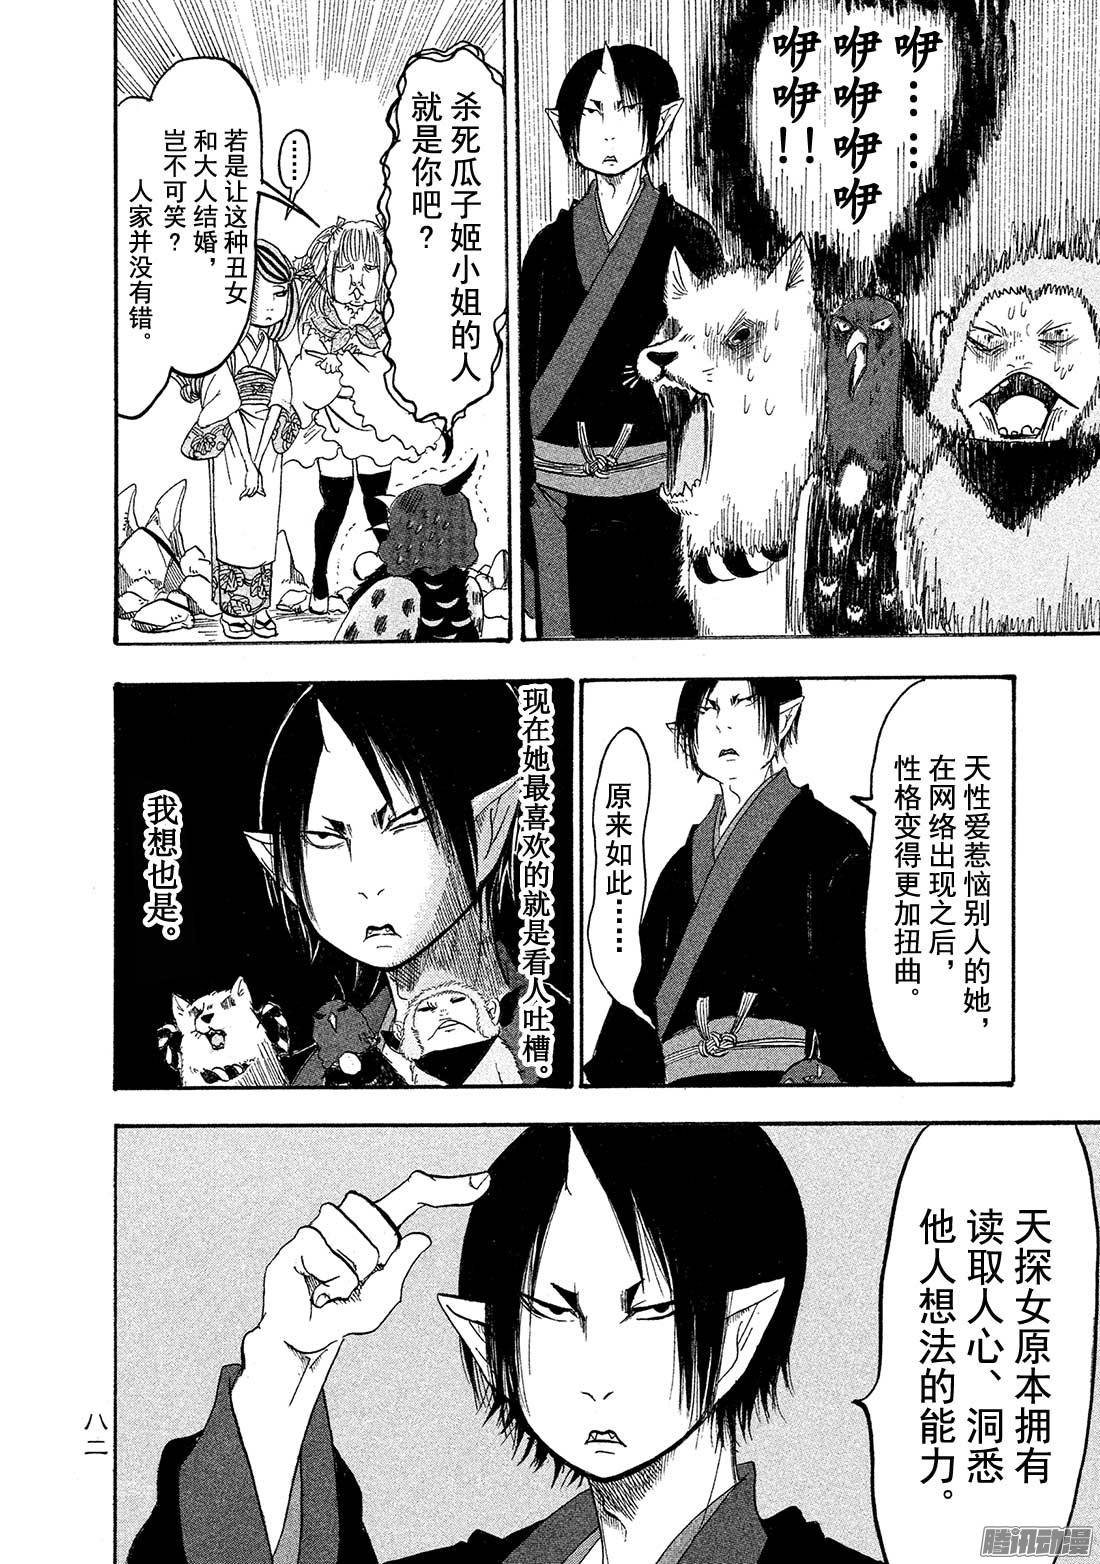 咿……
咿咿咿咿
咿咿!!
杀死瓜子姬小姐的人
就是你吧?
……
若是让这种丑女
和大人结婚,
岂不可笑?
人家并没有错。
天性爱惹恼别人的她,
在网络出现之后,
性格变得更加扭曲。
原来如此……
现在她最喜欢的就是看人吐槽。
我想也是。
天探女原本拥有
读取人心、洞悉
他人想法的能力。
八二
腾讯动漫